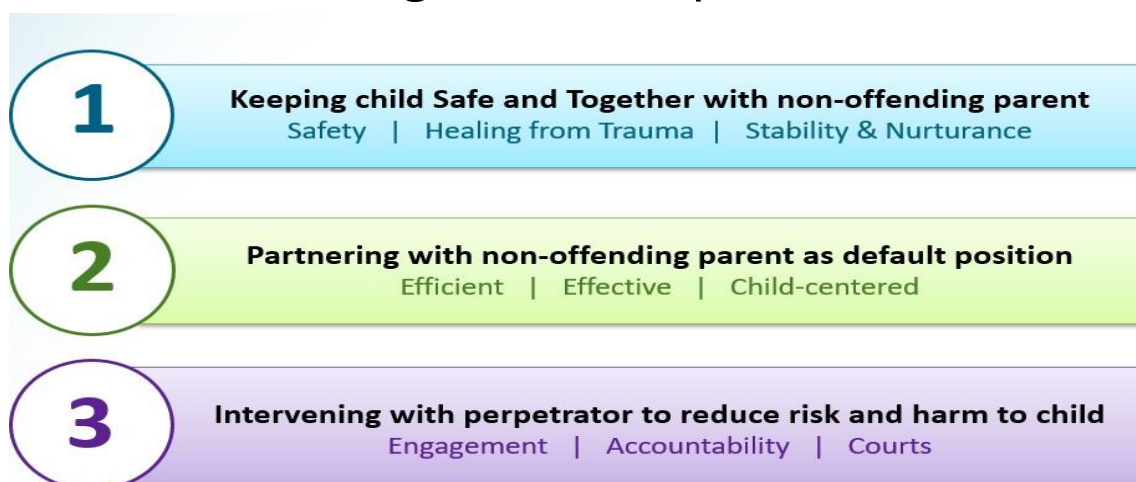 1
Keeping child Safe and Together with non-offending parent
Safety | Healing from Trauma | Stability & Nurturance
2
Partnering with non-offending parent as default position
Efficient | Effective | Child-centered
3
Intervening with perpetrator to reduce risk and harm to child
Engagement | Accountability | Courts